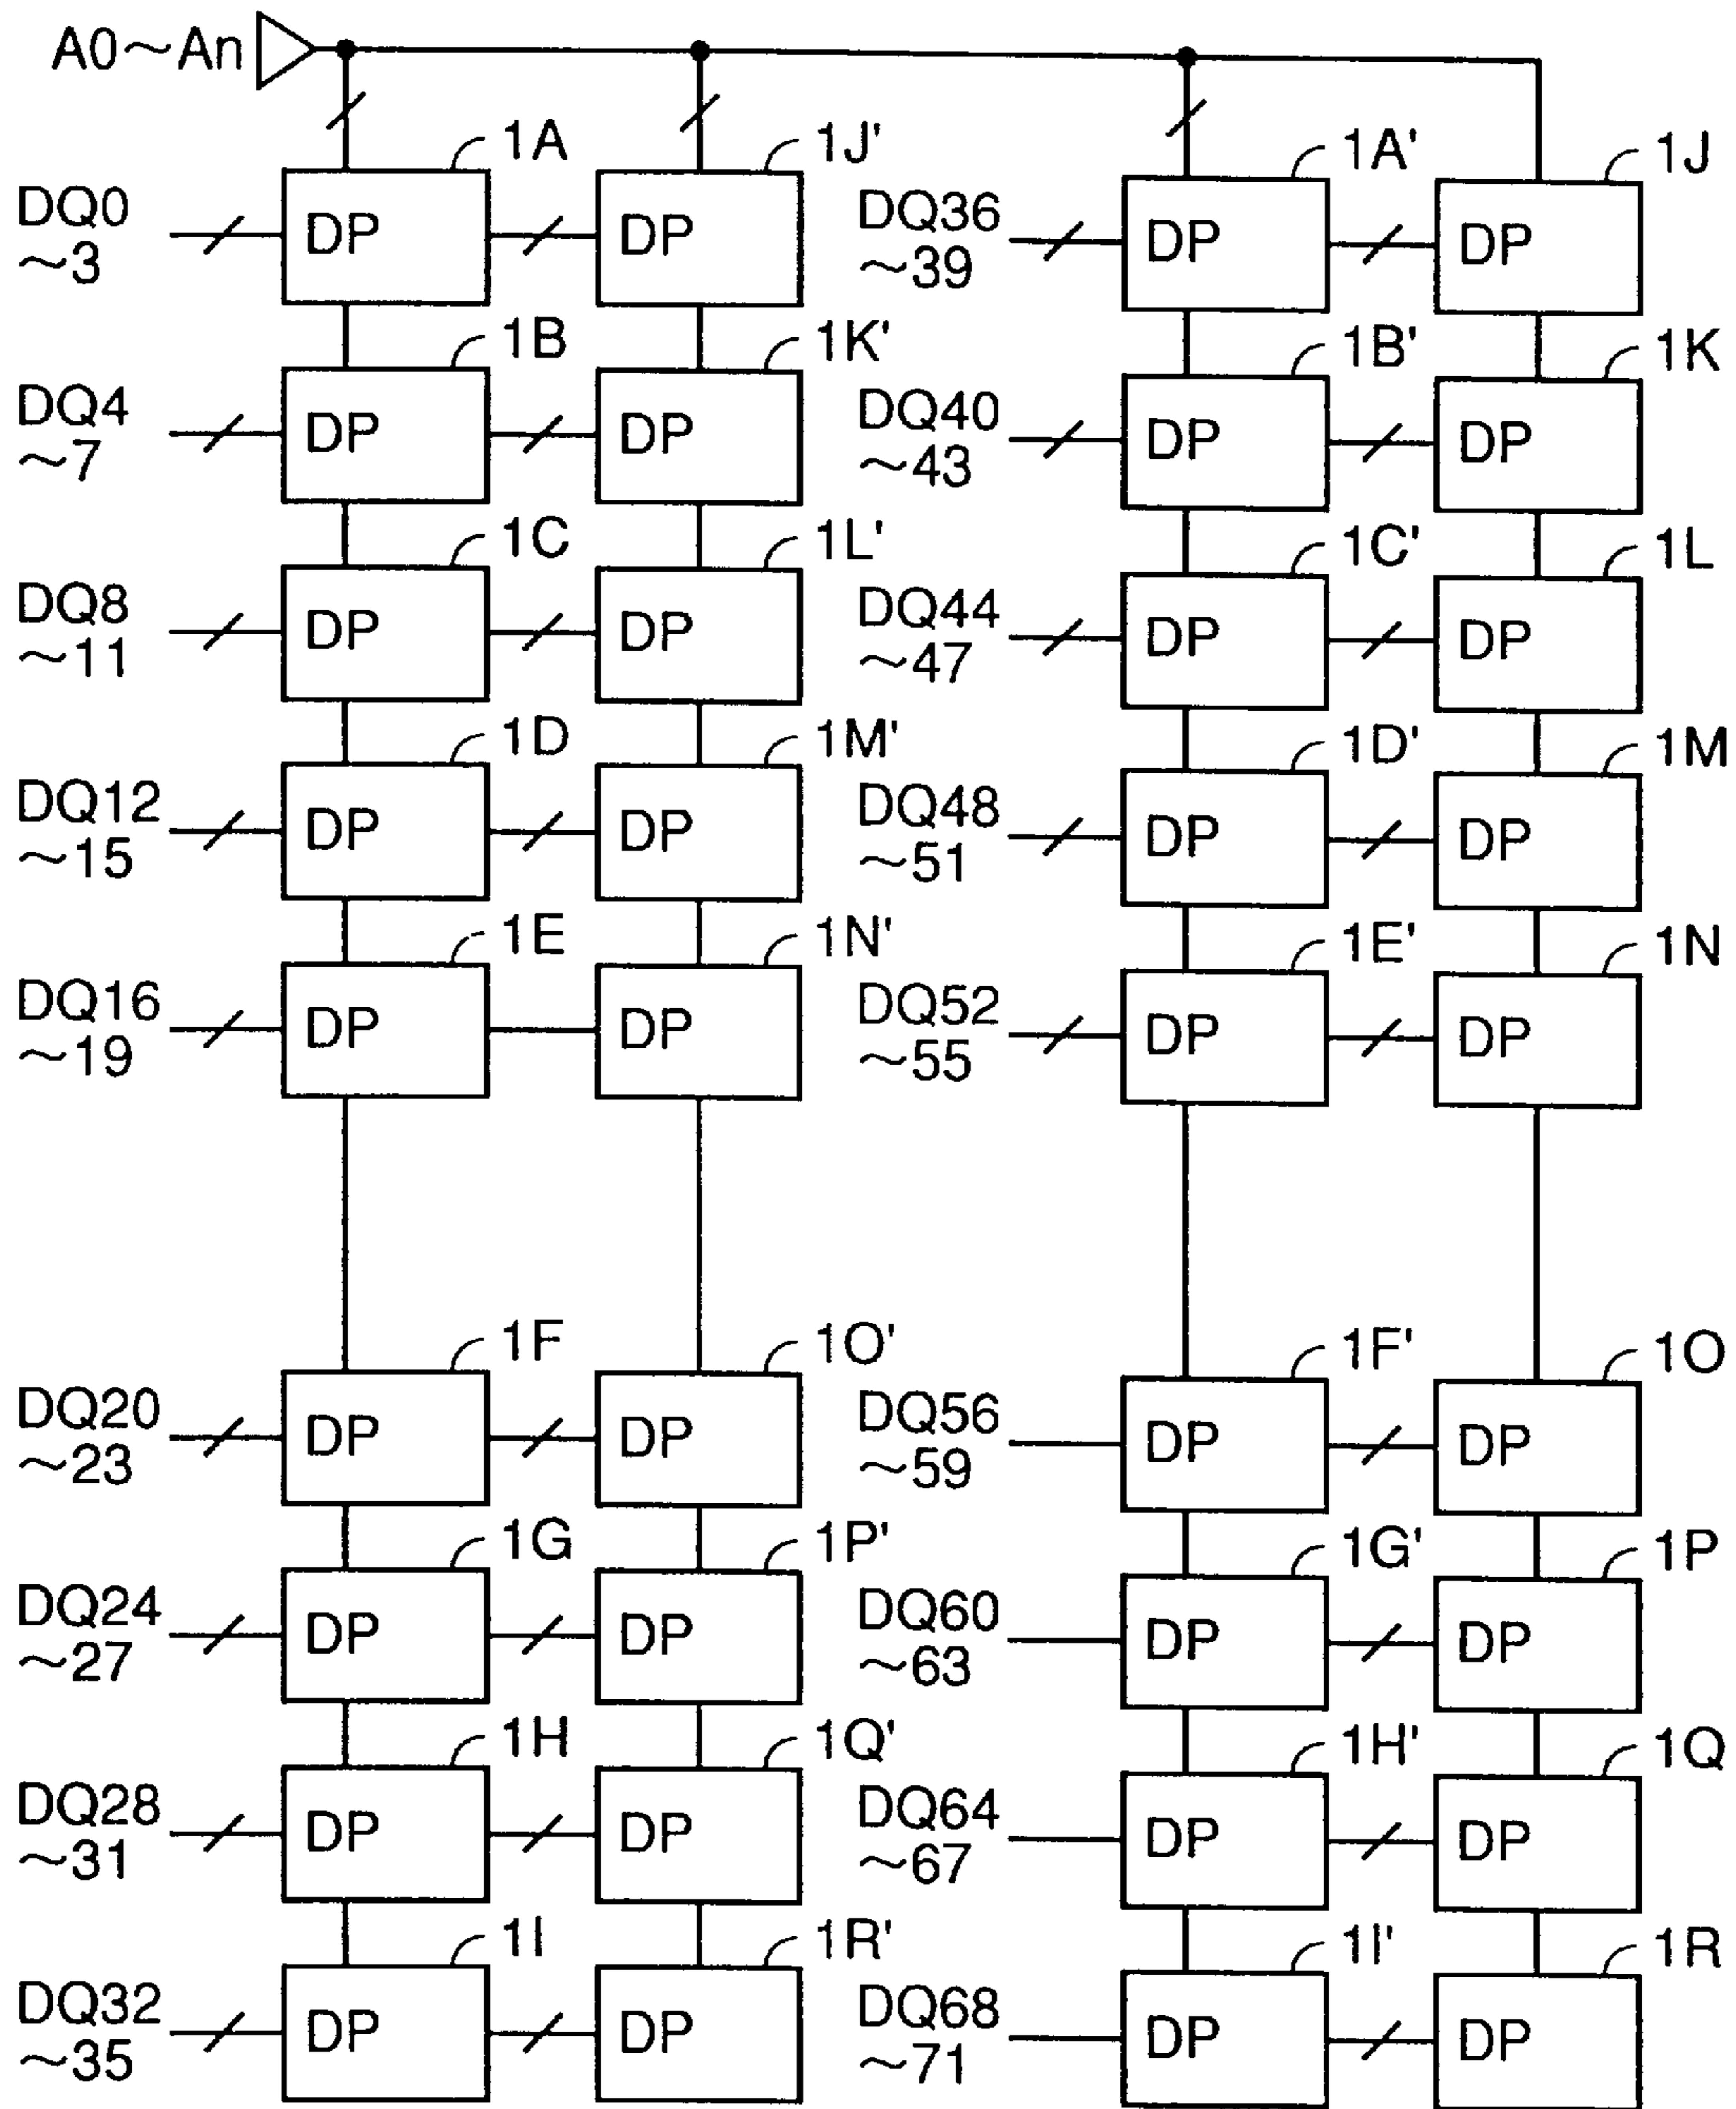 A0～An
1A 1J' 1A' 1J
DQ0 DP DP DQ36 DP DP
～3 ～39
1B 1K' 1B' 1K
DQ4 DP DP DQ40 DP DP
～7 ～43
1C 1L' 1C' 1L
DQ8 DP DP DQ44 DP DP
～11 ～47
1D 1M' 1D' 1M
DQ12 DP DP DQ48 DP DP
～15 ～51
1E 1N' 1E' 1N
DQ16 DP DP DQ52 DP DP
～19 ～55
1F 1O' 1F' 1O
DQ20 DP DP DQ56 DP DP
～23 ～59
1G 1P' 1G' 1P
DQ24 DP DP DQ60 DP DP
～27 ～63
1H 1Q' 1H' 1Q
DQ28 DP DP DQ64 DP DP
～31 ～67
1I 1R' 1I' 1R
DQ32 DP DP DQ68 DP DP
～35 ～71